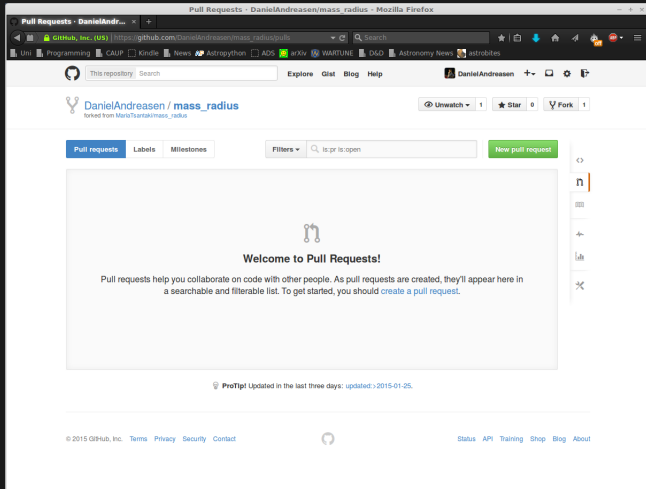 Pull Requests · DanielAndreasen/mass_radius - Mozilla Firefox
Pull Requests · DanielAndr... × +
GitHub, Inc. (US) https://github.com/DanielAndreasen/mass_radius/pulls Search
Uni Programming CAUP Kindle News Astropython ADS arXiv WARTUNE D&D Astronomy News astrobites
This repository Search Explore Gist Blog Help DanielAndreasen
DanielAndreasen / mass_radius Unwatch 1 Star 0 Fork 1
forked from MariaTsantaki/mass_radius
Pull requests Labels Milestones Filters is:pr is:open New pull request
Welcome to Pull Requests!
Pull requests help you collaborate on code with other people. As pull requests are created, they'll appear here in
a searchable and filterable list. To get started, you should create a pull request.
ProTip! Updated in the last three days: updated:>2015-01-25.
© 2015 GitHub, Inc. Terms Privacy Security Contact Status API Training Shop Blog About